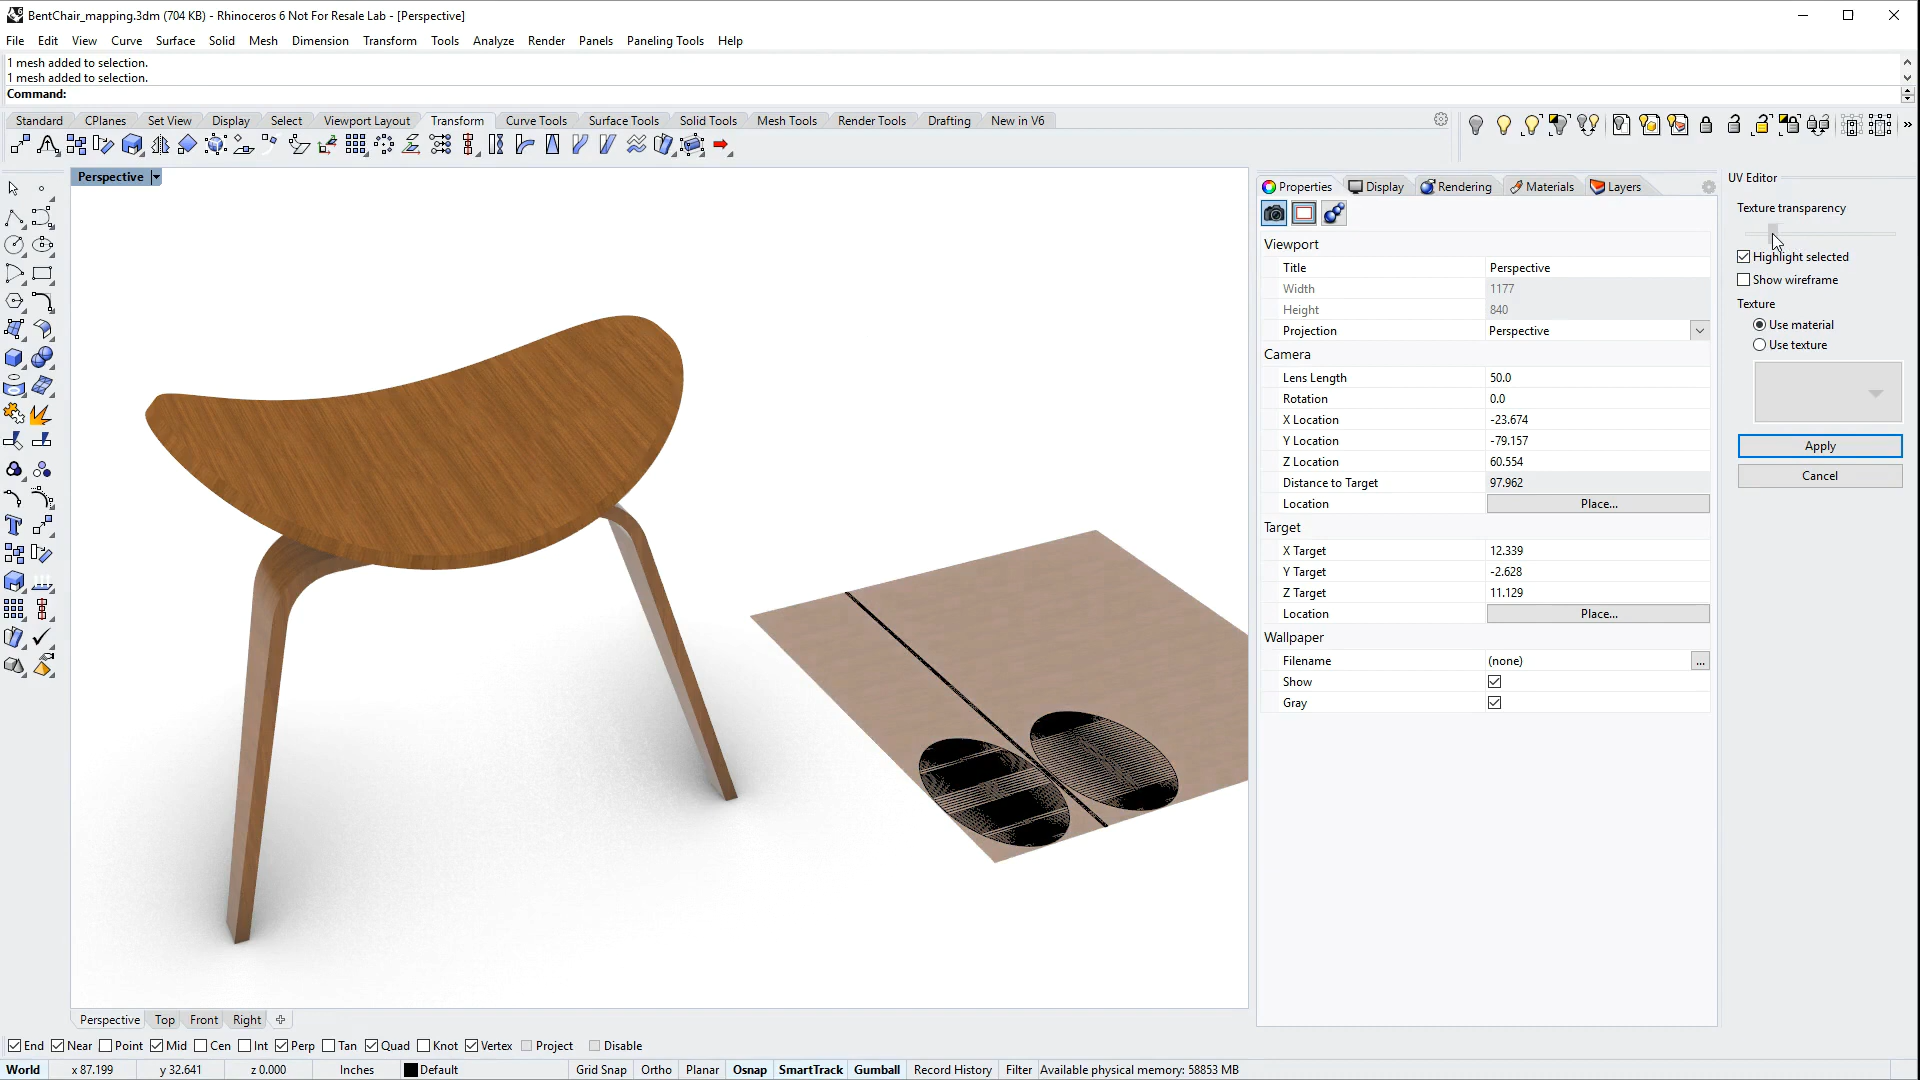 BentChair_mapping.3dm (704 KB) - Rhinoceros 6 Not For Resale Lab - [Perspective]
File Edit View Curve Surface Solid Mesh Dimension Transform Tools Analyze Render Panels Paneling Tools Help
1 mesh added to selection.
1 mesh added to selection.
Command:
Standard CPlanes Set View Display Select Viewport Layout Transform Curve Tools Surface Tools Solid Tools Mesh Tools Render Tools Drafting New in V6
Perspective
Properties Display Rendering Materials Layers
Viewport
Title Perspective
Width 1177
Height 840
Projection Perspective
Camera
Lens Length 50.0
Rotation 0.0
X Location -23.674
Y Location -79.157
Z Location 60.554
Distance to Target 97.962
Location Place...
Target
X Target 12.339
Y Target -2.628
Z Target 11.129
Location Place...
Wallpaper
Filename (none) ...
Show
Gray
UV Editor
Texture transparency
Highlight selected
Show wireframe
Texture
Use material
Use texture
Apply
Cancel
Perspective Top Front Right
End Near Point Mid Cen Int Perp Tan Quad Knot Vertex Project Disable
World x 87.199 y 32.641 z 0.000 Inches Default Grid Snap Ortho Planar Osnap SmartTrack Gumball Record History Filter Available physical memory: 58853 MB